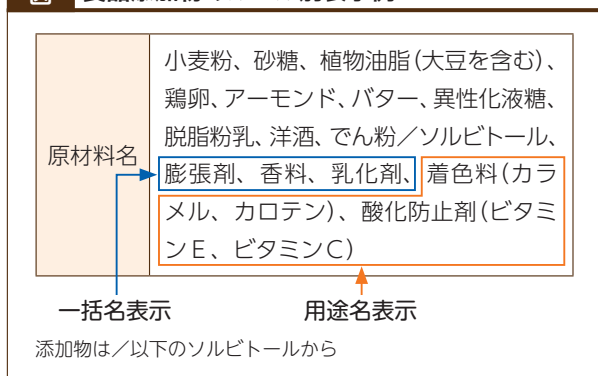 原材料名
小麦粉、砂糖、植物油脂(大豆を含む)、
鶏卵、アーモンド、バター、異性化液糖、
脱脂粉乳、洋酒、でん粉／ソルビトール、
膨張剤、香料、乳化剤、着色料(カラ
メル、カロテン)、酸化防止剤(ビタミ
ンE、ビタミンC)
一括名表示
用途名表示
添加物は／以下のソルビトールから